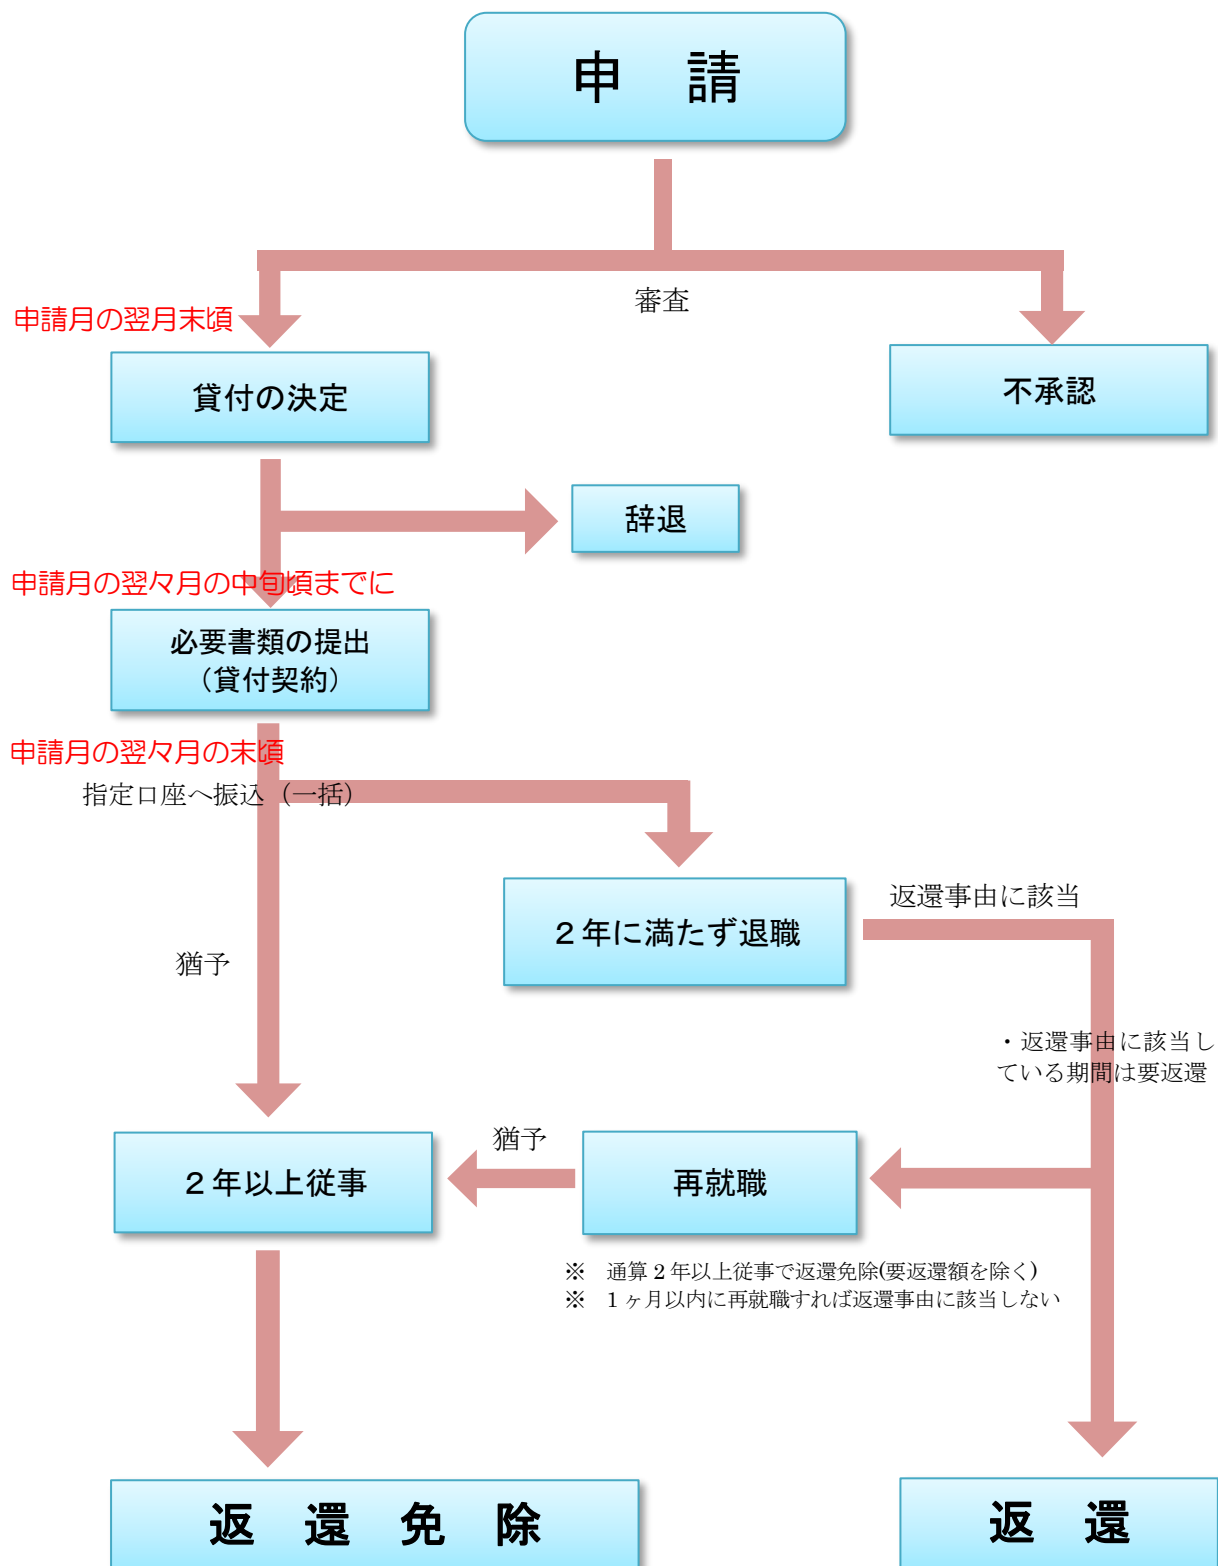 申　請
審査
申請月の翌月末頃
貸付の決定
不承認
辞退
申請月の翌々月の中旬頃までに
必要書類の提出
（貸付契約）
申請月の翌々月の末頃
指定口座へ振込（一括）
２年に満たず退職
返還事由に該当
猶予
・返還事由に該当し
ている期間は要返還
２年以上従事
猶予
再就職
※　通算 2 年以上従事で返還免除(要返還額を除く)
※　1 ヶ月以内に再就職すれば返還事由に該当しない
返　還　免　除
返　還